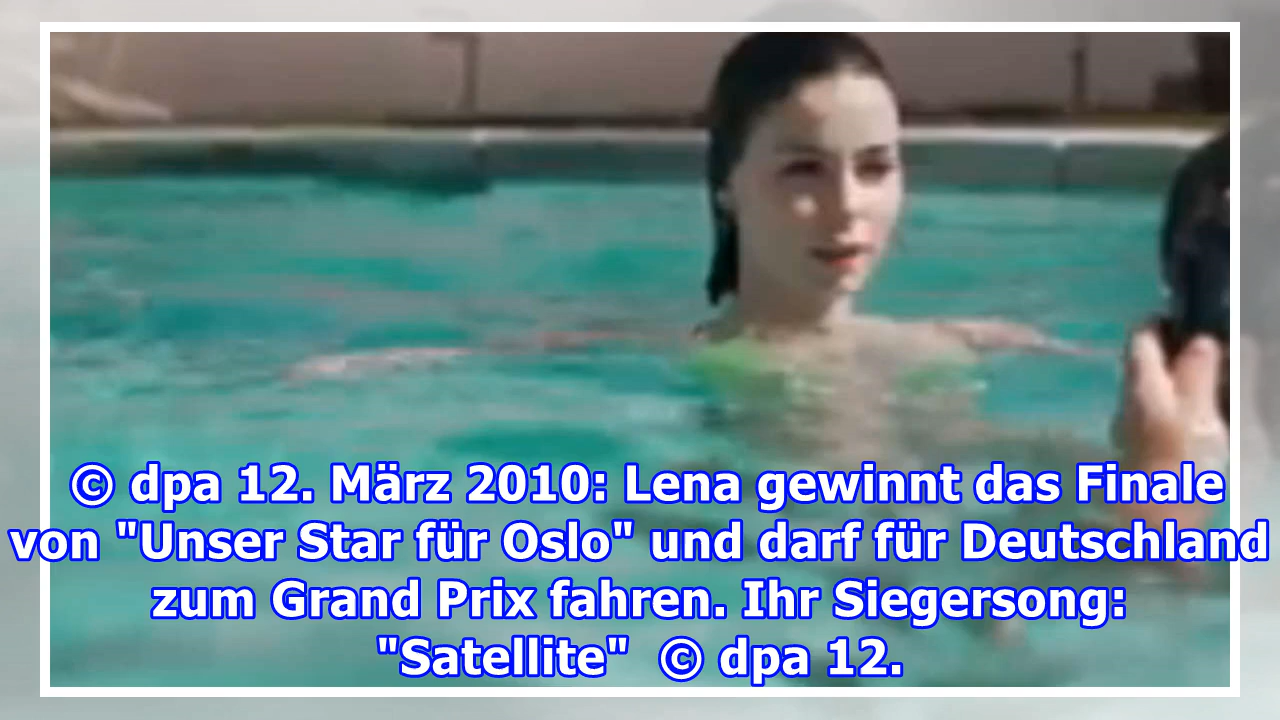 © dpa 12. März 2010: Lena gewinnt das Finale
von "Unser Star für Oslo" und darf für Deutschland
zum Grand Prix fahren. Ihr Siegersong:
"Satellite"  © dpa 12.